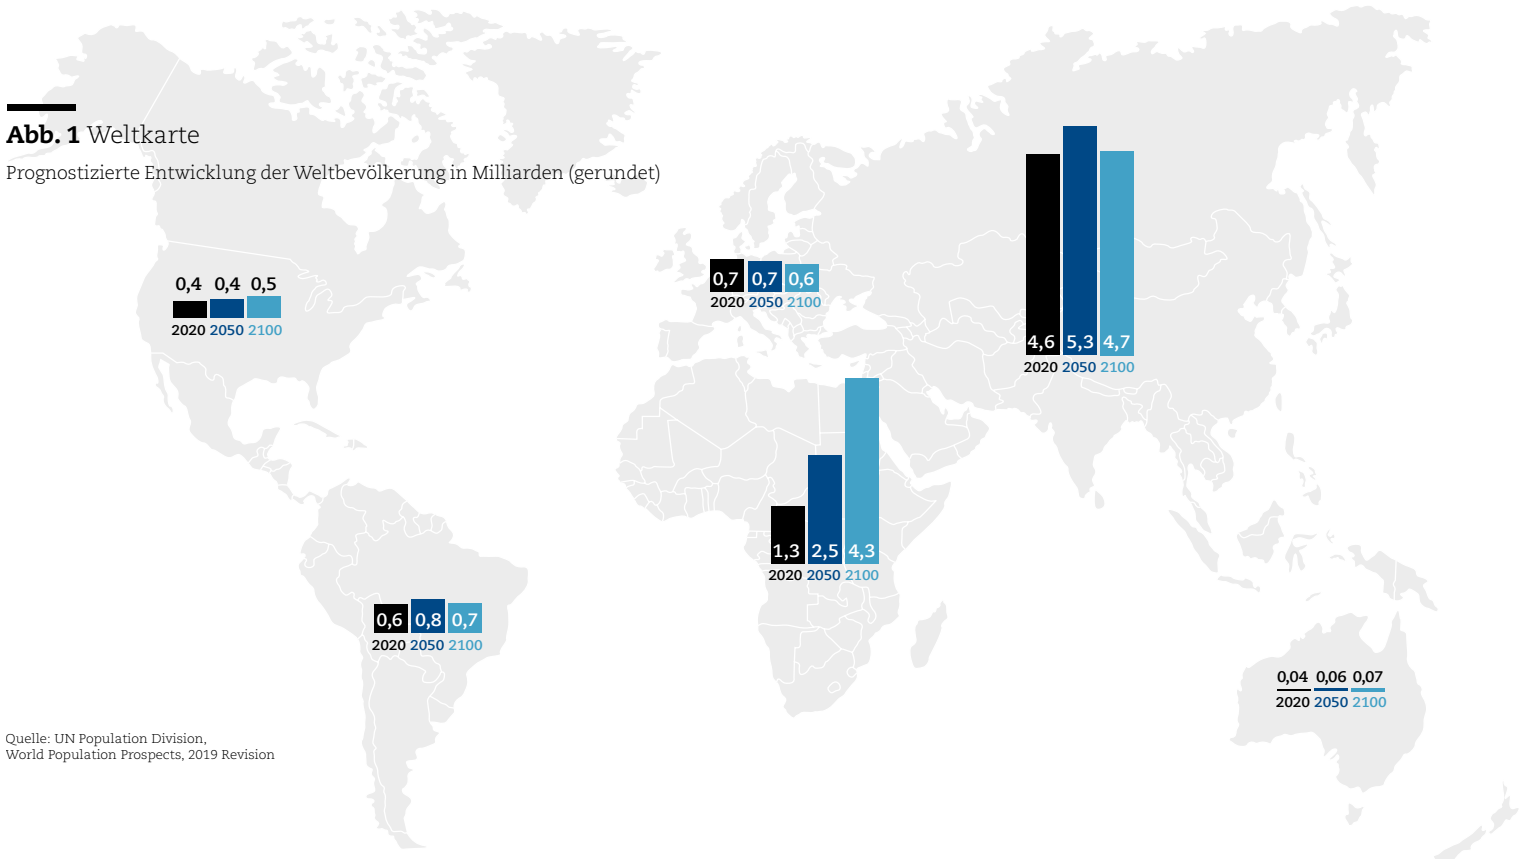 Abb. 1 Weltkarte
Prognostizierte Entwicklung der Weltbevölkerung in Milliarden (gerundet)
0,4 0,4 0,5
2020 2050 2100
0,7 0,7 0,6
2020 2050 2100
4,6 5,3 4,7
2020 2050 2100
1,3 2,5 4,3
2020 2050 2100
0,6 0,8 0,7
2020 2050 2100
0,04 0,06 0,07
2020 2050 2100
Quelle: UN Population Division,
World Population Prospects, 2019 Revision